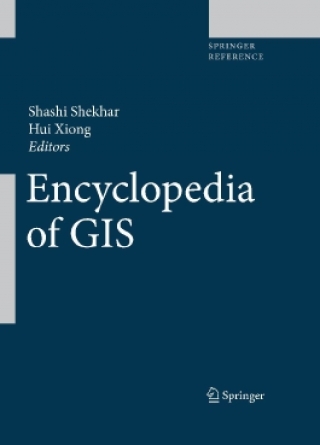 SPRINGER
REFERENCE
Shashi Shekhar
Hui Xiong
Editors
Encyclopedia
of GIS
Springer